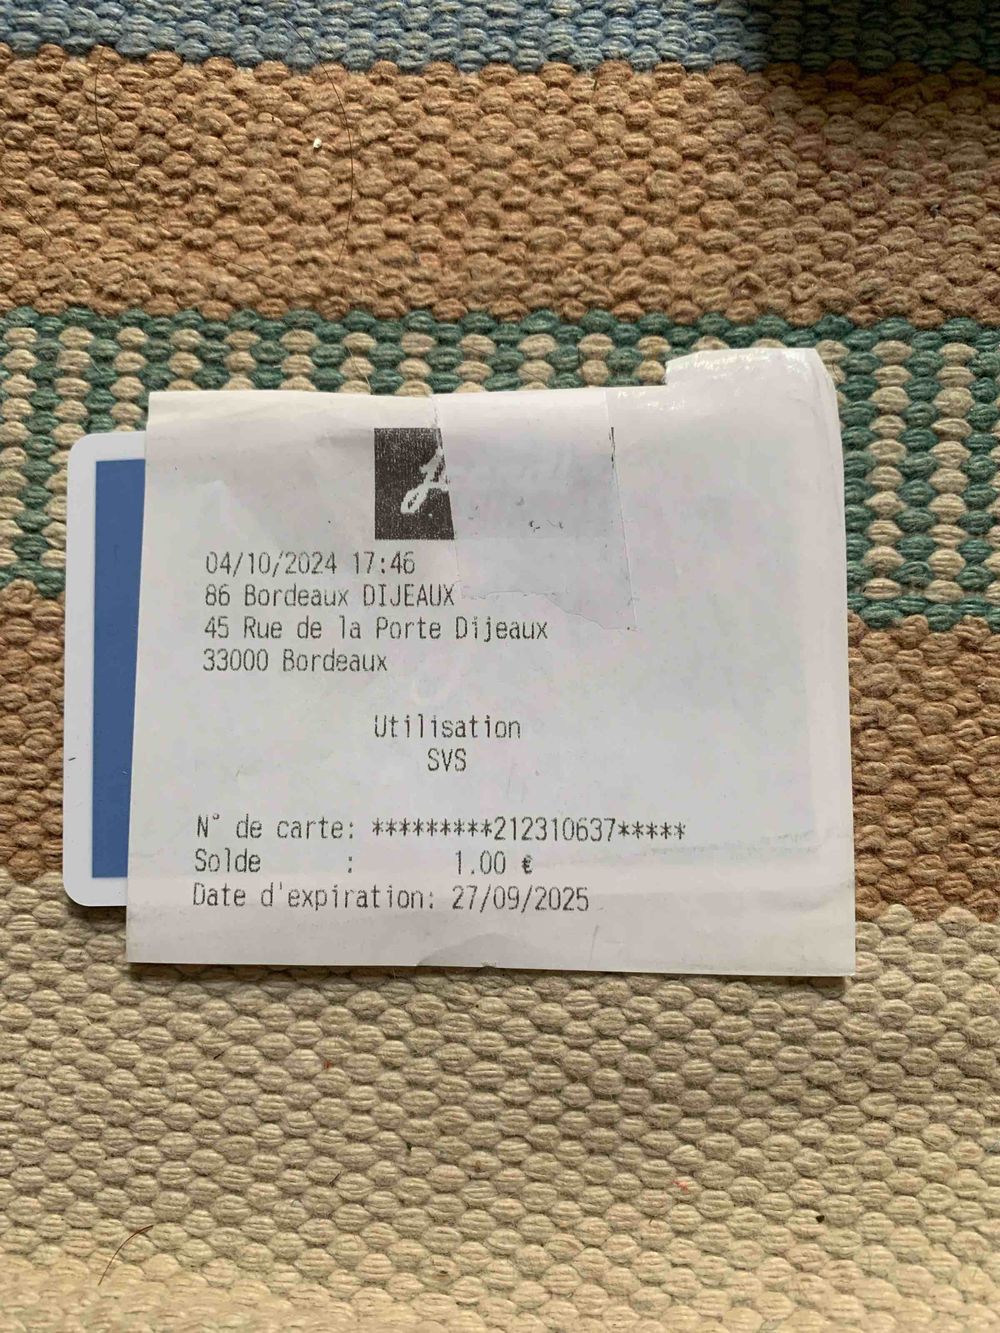 04/10/2024 17:46
86 Bordeaux DIJEAUX
45 Rue de la Porte Dijeaux
33000 Bordeaux
Utilisation
SVS
N° de carte: *********212310637*****
Solde : 1.00 €
Date d'expiration: 27/09/2025